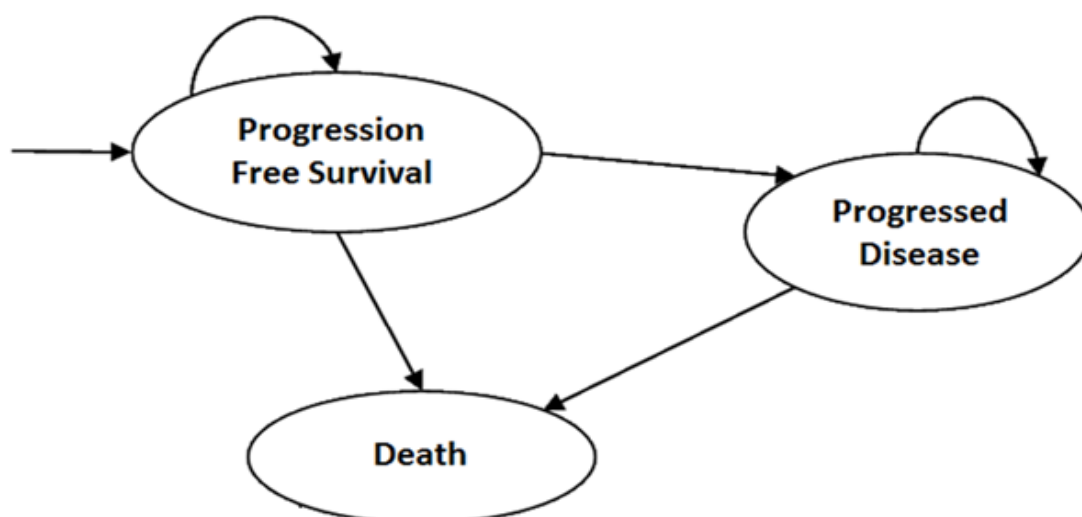 Progression
Free Survival
Progressed
Disease
Death